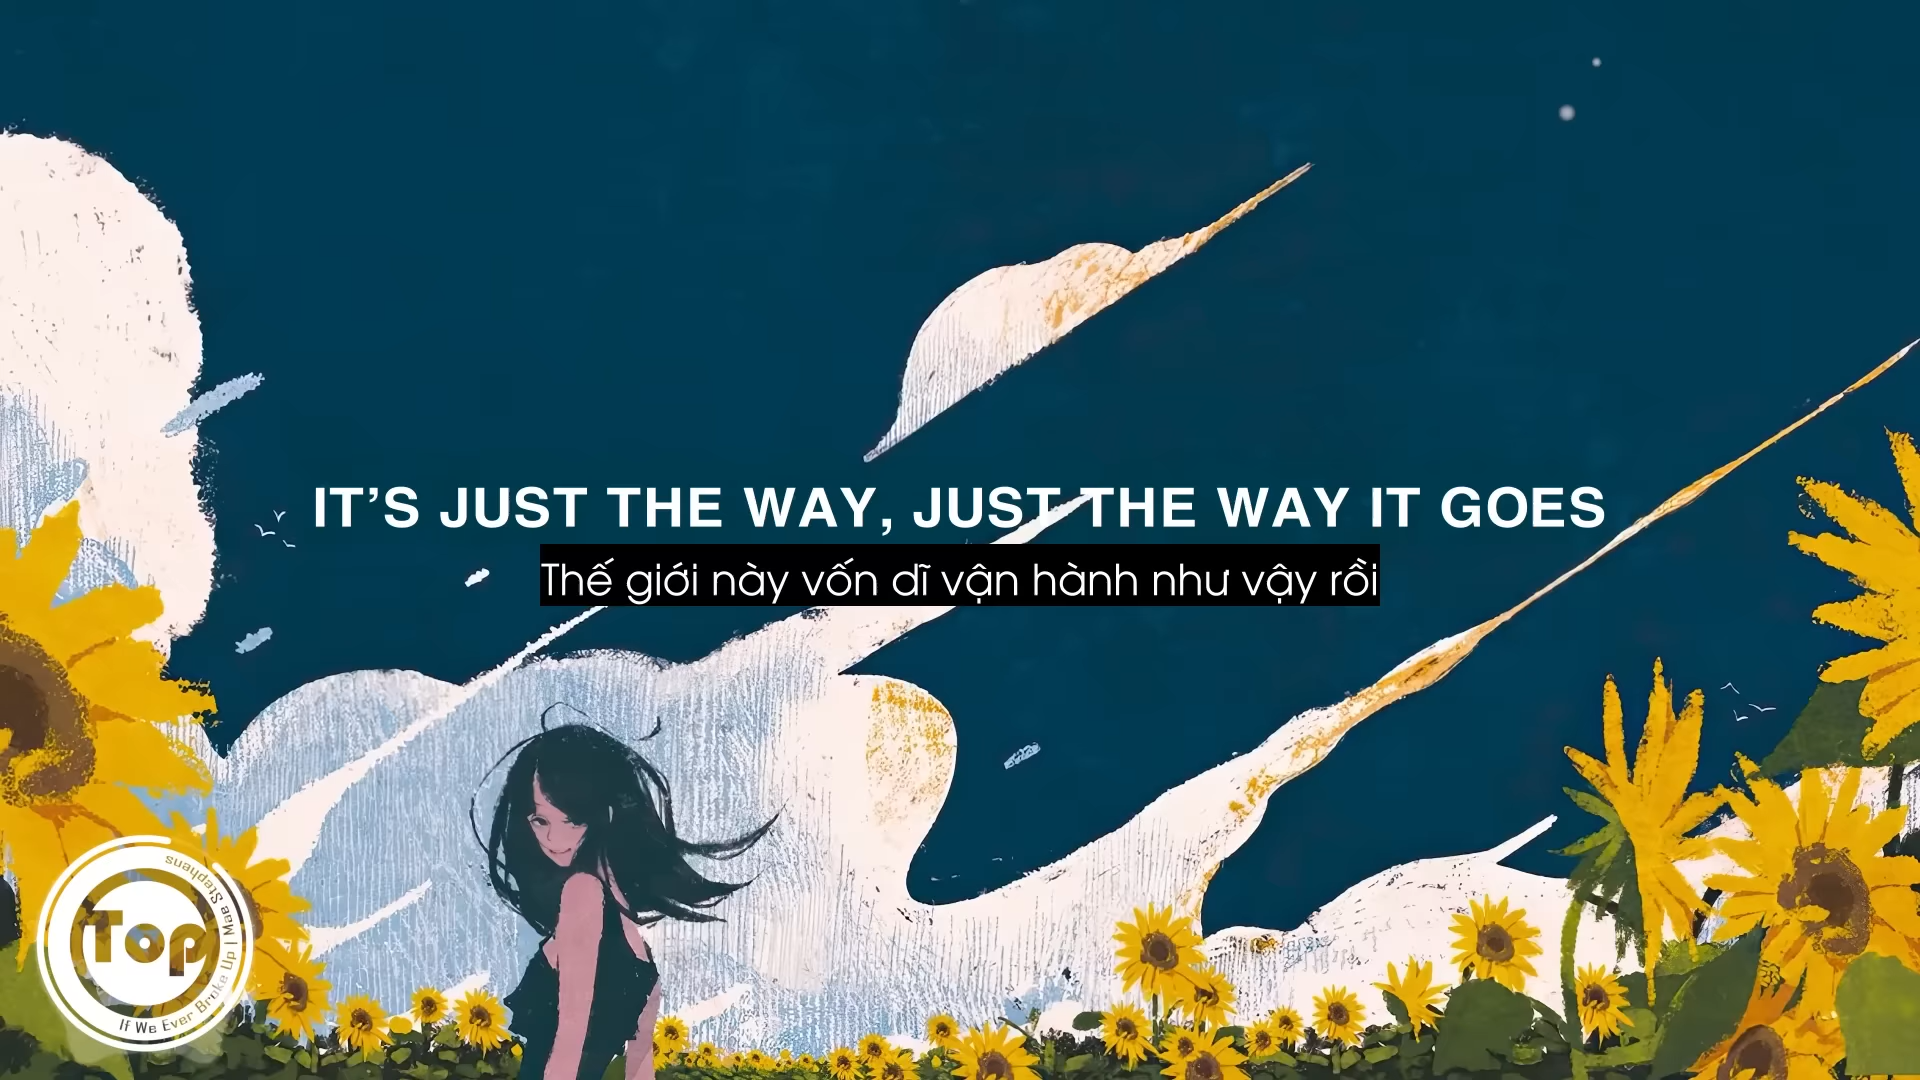 IT’S JUST THE WAY, JUST THE WAY IT GOES
Thế giới này vốn dĩ vận hành như vậy rồi
Top
If We Ever Broke Up | Mae Stephens